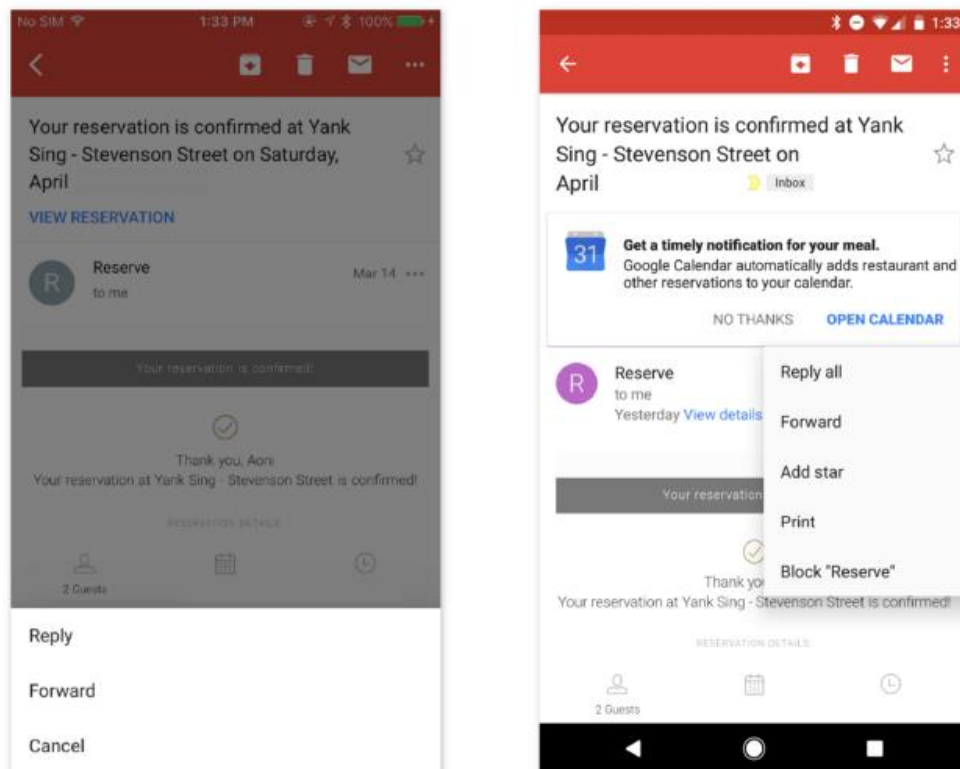 No SIM 1:33 PM 100%
Your reservation is confirmed at Yank
Sing - Stevenson Street on Saturday,
April
VIEW RESERVATION
R
Reserve
Mar 14
to me
Your reservation is confirmed!
Thank you, Aoni
Your reservation at Yank Sing - Stevenson Street is confirmed!
RESERVATION DETAILS
2 Guests
Reply
Forward
Cancel
1:33
Your reservation is confirmed at Yank
Sing - Stevenson Street on
April Inbox
31
Get a timely notification for your meal.
Google Calendar automatically adds restaurant and
other reservations to your calendar.
NO THANKS OPEN CALENDAR
R
Reserve
to me
Yesterday View details
Reply all
Forward
Add star
Print
Block "Reserve"
Your reservation
Thank yo
Your reservation at Yank Sing - Stevenson Street is confirmed!
RESERVATION DETAILS
2 Guests